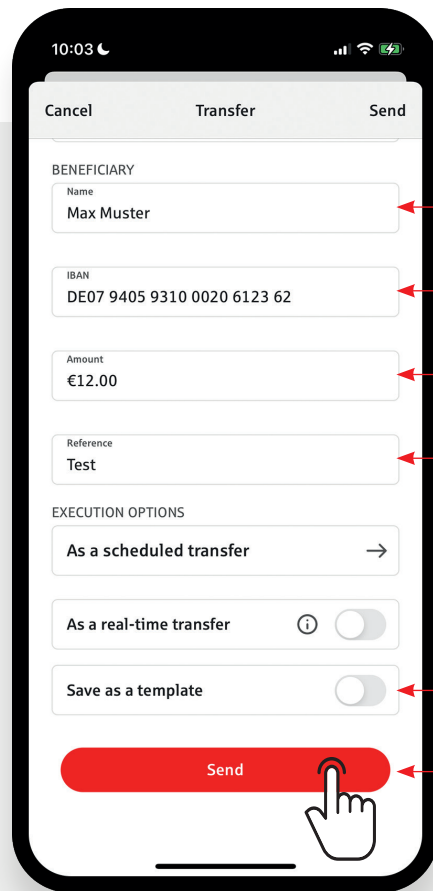 10:03
Cancel Transfer Send
BENEFICIARY
Name
Max Muster
IBAN
DE07 9405 9310 0020 6123 62
Amount
€12.00
Reference
Test
EXECUTION OPTIONS
As a scheduled transfer
As a real-time transfer
Save as a template
Send